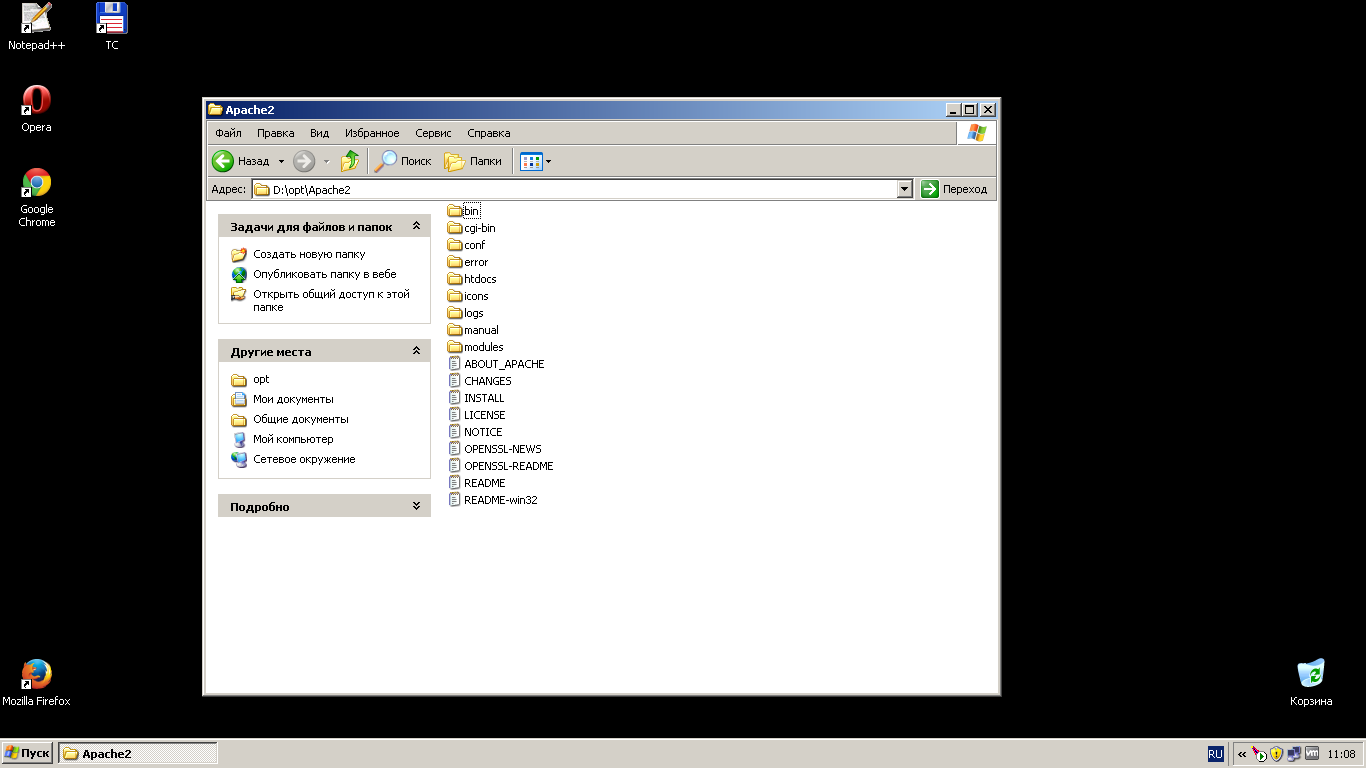 Notepad++
TC
Opera
Google
Chrome
Apache2
Файл Правка Вид Избранное Сервис Справка
Назад Поиск Папки
Адрес: D:\opt\Apache2 Переход
Задачи для файлов и папок
Создать новую папку
Опубликовать папку в вебе
Открыть общий доступ к этой
папке
Другие места
opt
Мои документы
Общие документы
Мой компьютер
Сетевое окружение
Подробно
bin
cgi-bin
conf
error
htdocs
icons
logs
manual
modules
ABOUT_APACHE
CHANGES
INSTALL
LICENSE
NOTICE
OPENSSL-NEWS
OPENSSL-README
README
README-win32
Mozilla Firefox
Корзина
Пуск Apache2 RU « vm 11:08